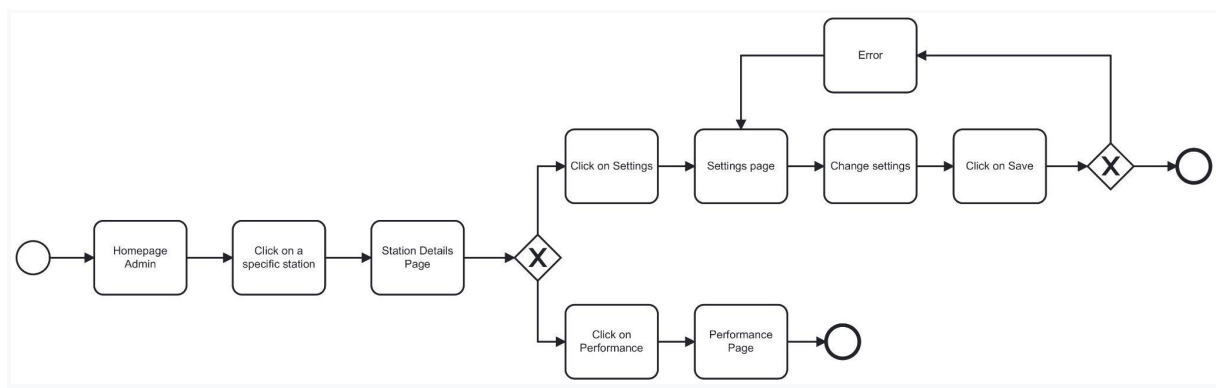 Error
Click on Settings
Settings page
Change settings
Click on Save
X
Homepage
Admin
Click on a
specific station
Station Details
Page
X
Click on
Performance
Performance
Page